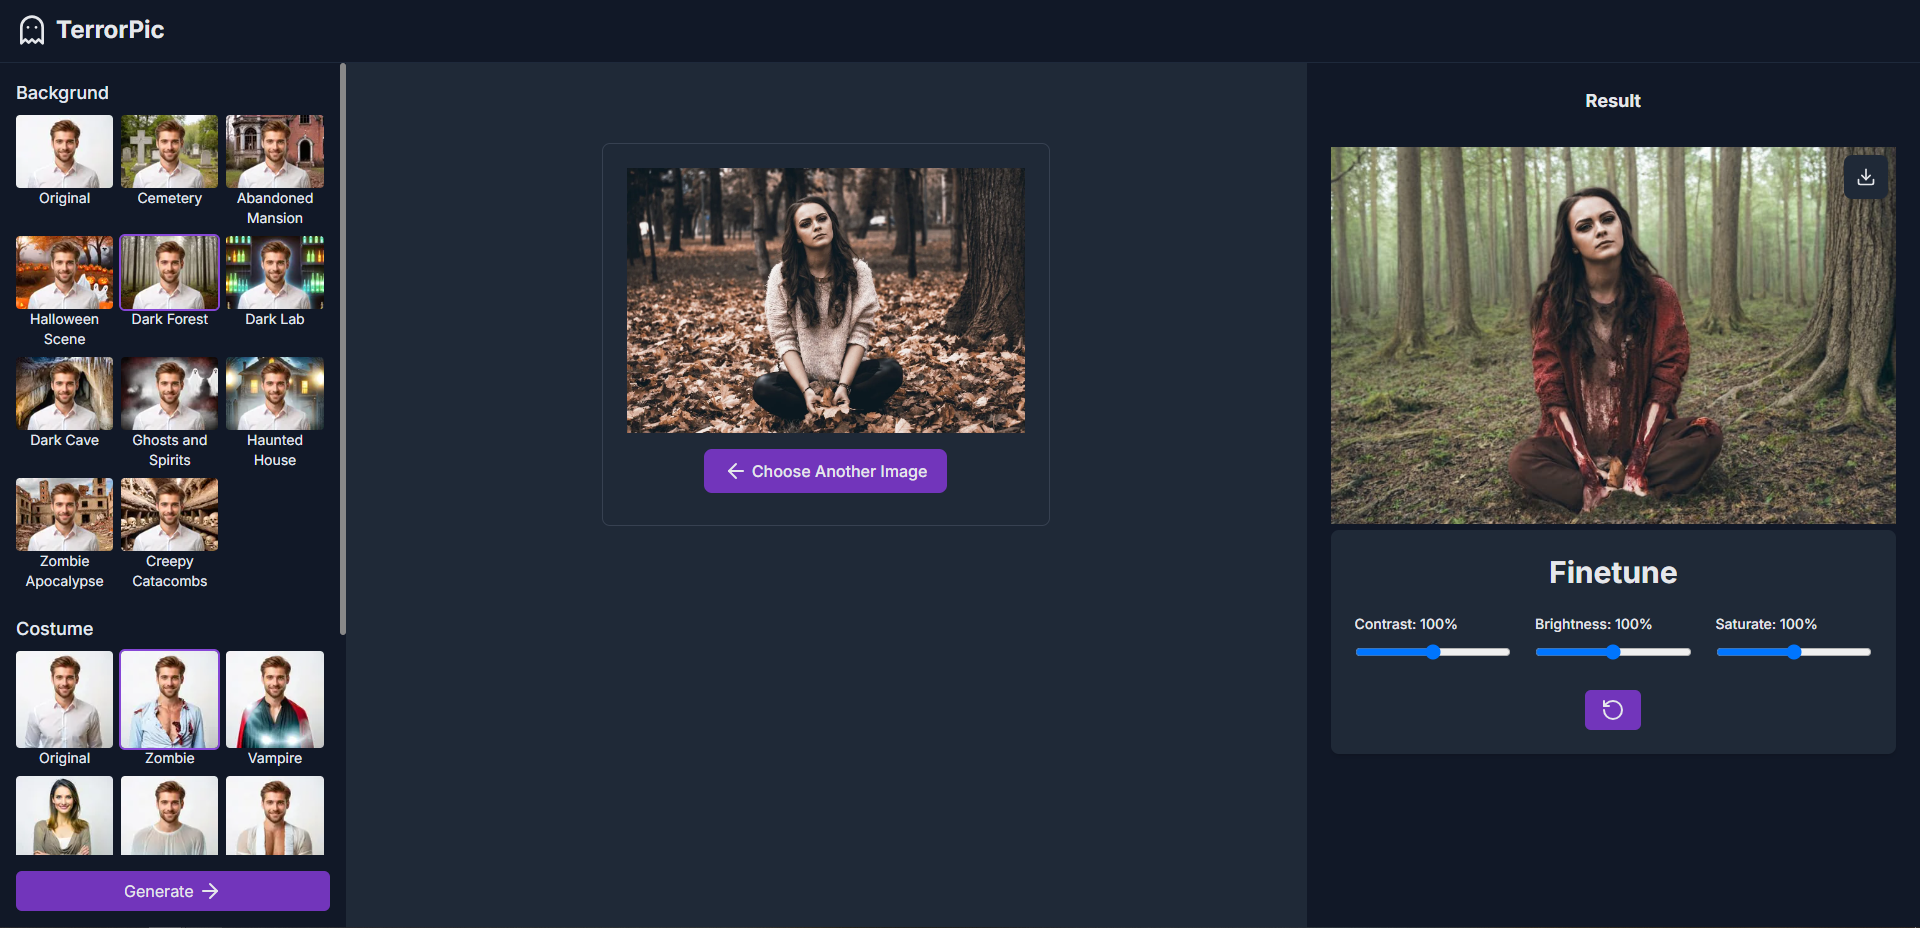 TerrorPic
Backgrund
Original
Cemetery
Abandoned
Mansion
Halloween
Scene
Dark Forest
Dark Lab
Dark Cave
Ghosts and
Spirits
Haunted
House
Zombie
Apocalypse
Creepy
Catacombs
Costume
Original
Zombie
Vampire
Generate
Choose Another Image
Result
Finetune
Contrast: 100%
Brightness: 100%
Saturate: 100%